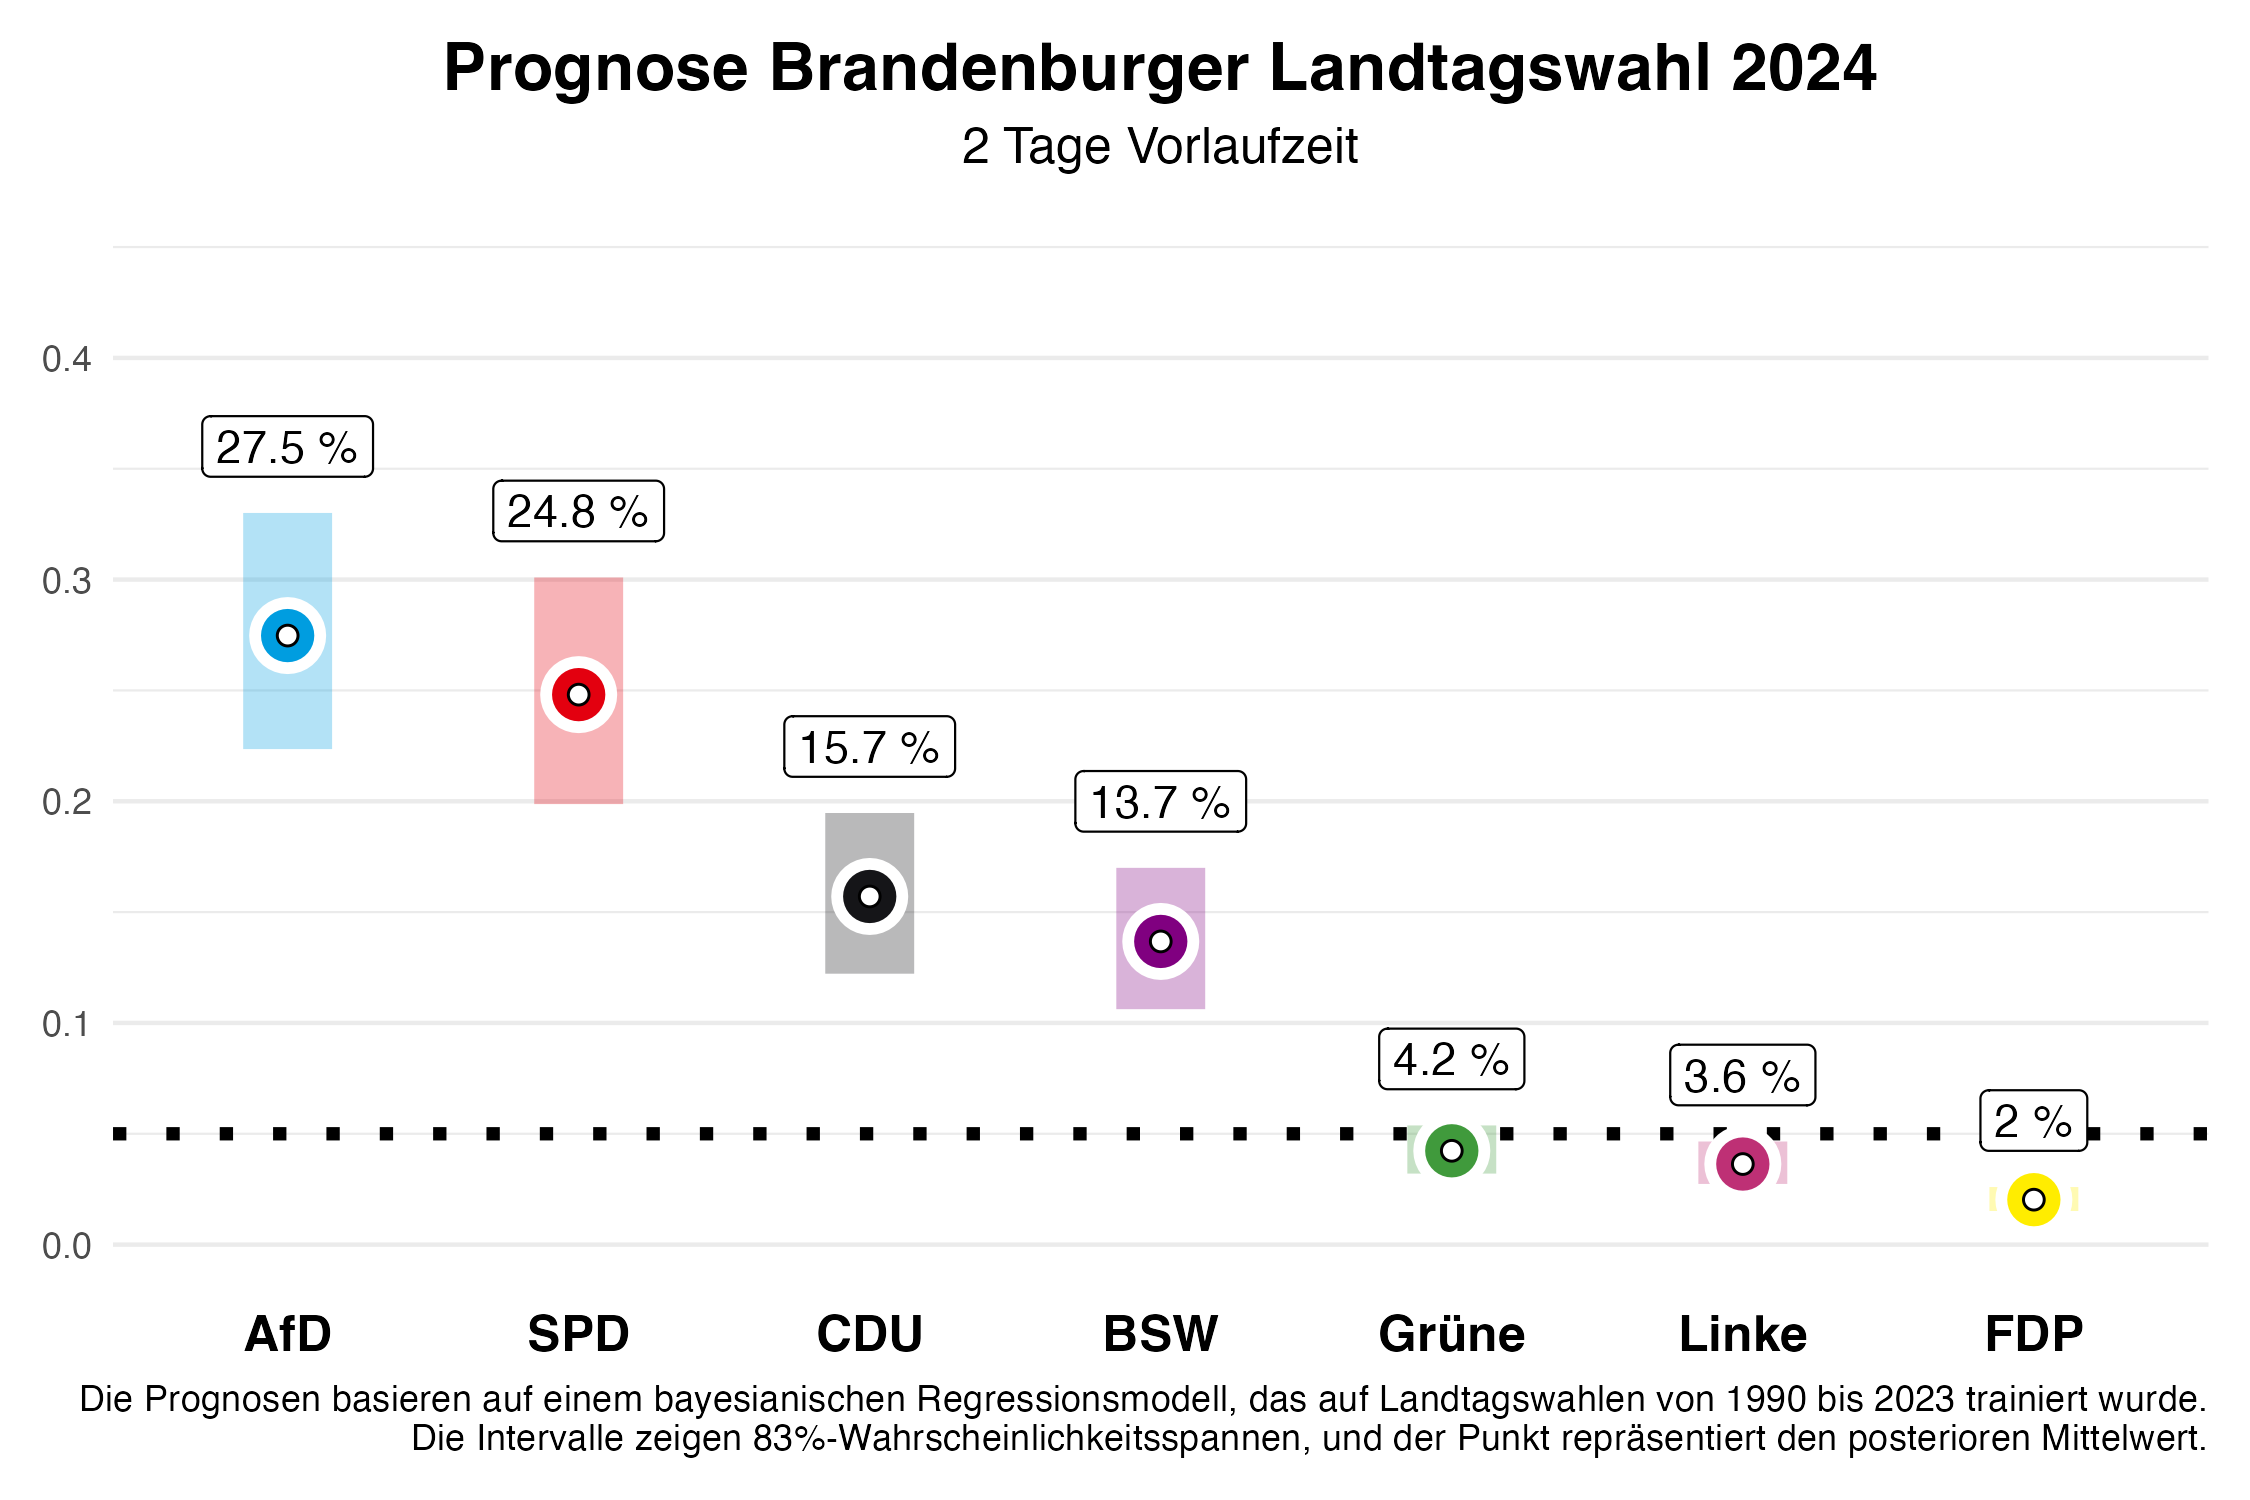 Prognose Brandenburger Landtagswahl 2024
2 Tage Vorlaufzeit
0.4
27.5 %
24.8 %
0.3
15.7 %
13.7 %
0.2
0.1
4.2 %
3.6 %
2 %
0.0
AfD SPD CDU BSW Grüne Linke FDP
Die Prognosen basieren auf einem bayesianischen Regressionsmodell, das auf Landtagswahlen von 1990 bis 2023 trainiert wurde.
Die Intervalle zeigen 83%-Wahrscheinlichkeitsspannen, und der Punkt repräsentiert den posterioren Mittelwert.